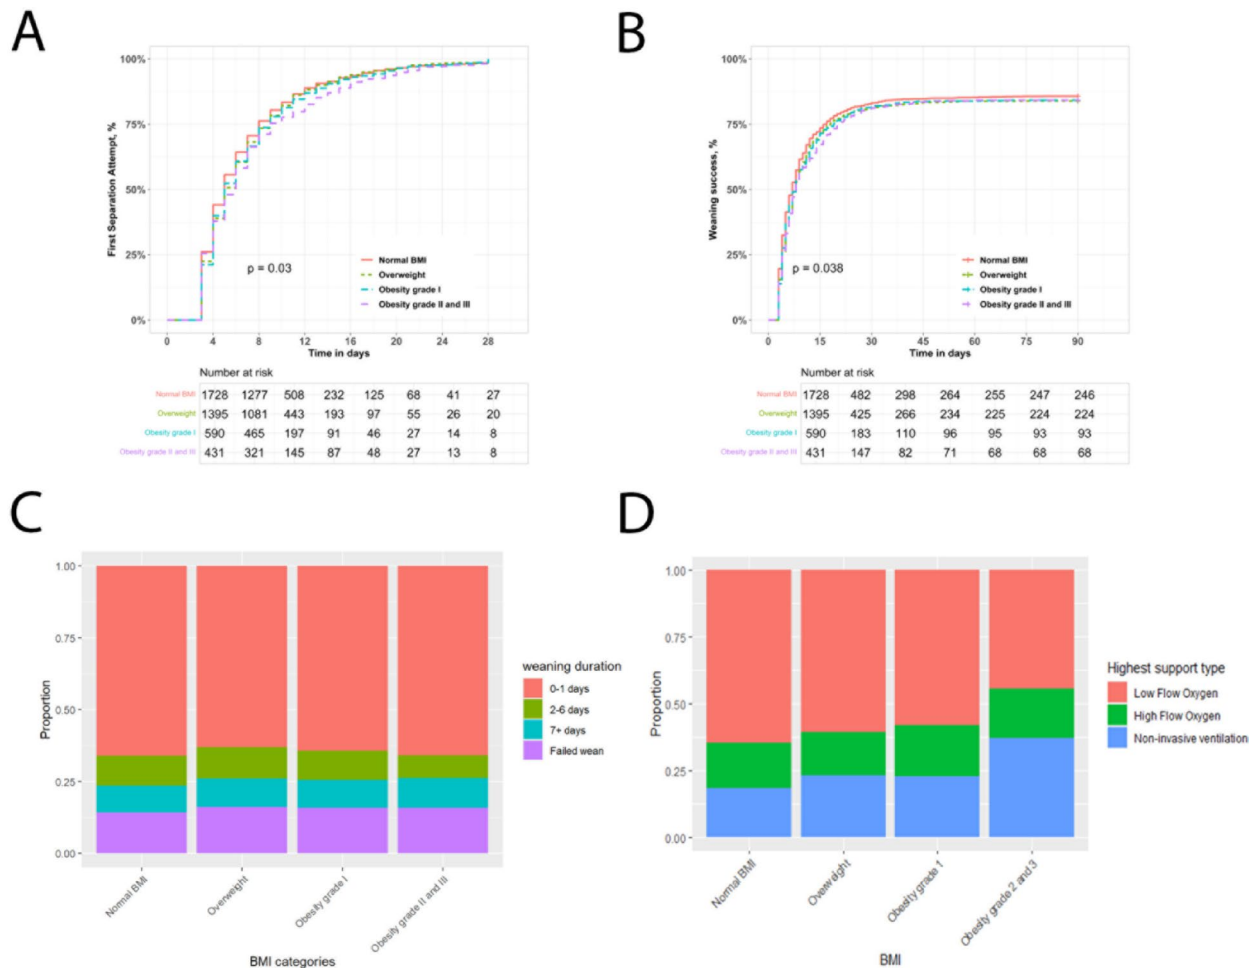 A
B
100%
75%
50%
25%
0%
First Separation Attempt, %
p = 0.03
Normal BMI
Overweight
Obesity grade I
Obesity grade II and III
0 4 8 12 16 20 24 28
Time in days
Number at risk
Normal BMI 1728 1277 508 232 125 68 41 27
Overweight 1395 1081 443 193 97 55 26 20
Obesity grade I 590 465 197 91 46 27 14 8
Obesity grade II and III 431 321 145 87 48 27 13 8
100%
75%
50%
25%
0%
Weaning success, %
p = 0.038
Normal BMI
Overweight
Obesity grade I
Obesity grade II and III
0 15 30 45 60 75 90
Time in days
Number at risk
Normal BMI 1728 482 298 264 255 247 246
Overweight 1395 425 266 234 225 224 224
Obesity grade I 590 183 110 96 95 93 93
Obesity grade II and III 431 147 82 71 68 68 68
C
D
1.00
0.75
0.50
0.25
0.00
Proportion
Normal BMI
Overweight
Obesity grade I
Obesity grade II and III
BMI categories
weaning duration
0-1 days
2-6 days
7+ days
Failed wean
1.00
0.75
0.50
0.25
0.00
Proportion
Normal BMI
Overweight
Obesity grade 1
Obesity grade 2 and 3
BMI
Highest support type
Low Flow Oxygen
High Flow Oxygen
Non-invasive ventilation